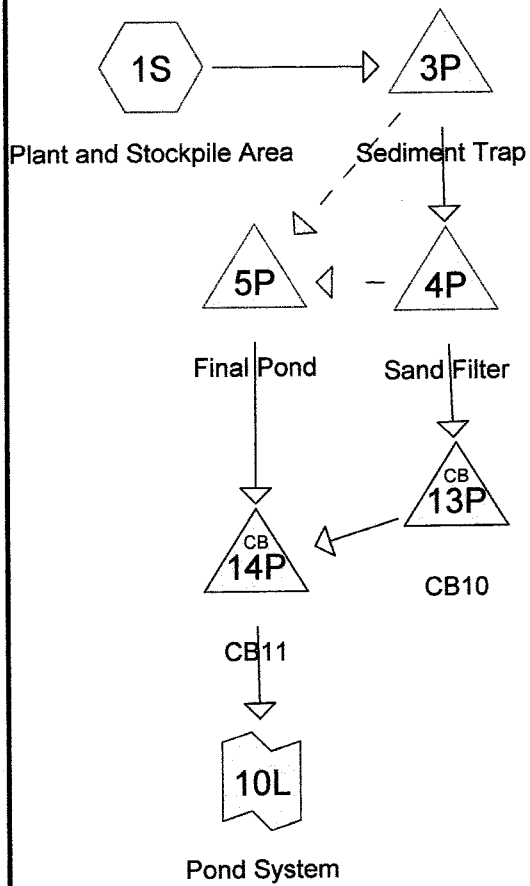 1S
3P
Plant and Stockpile Area
Sediment Trap
5P
4P
Final Pond
Sand Filter
CB
13P
CB10
CB
14P
CB11
10L
Pond System